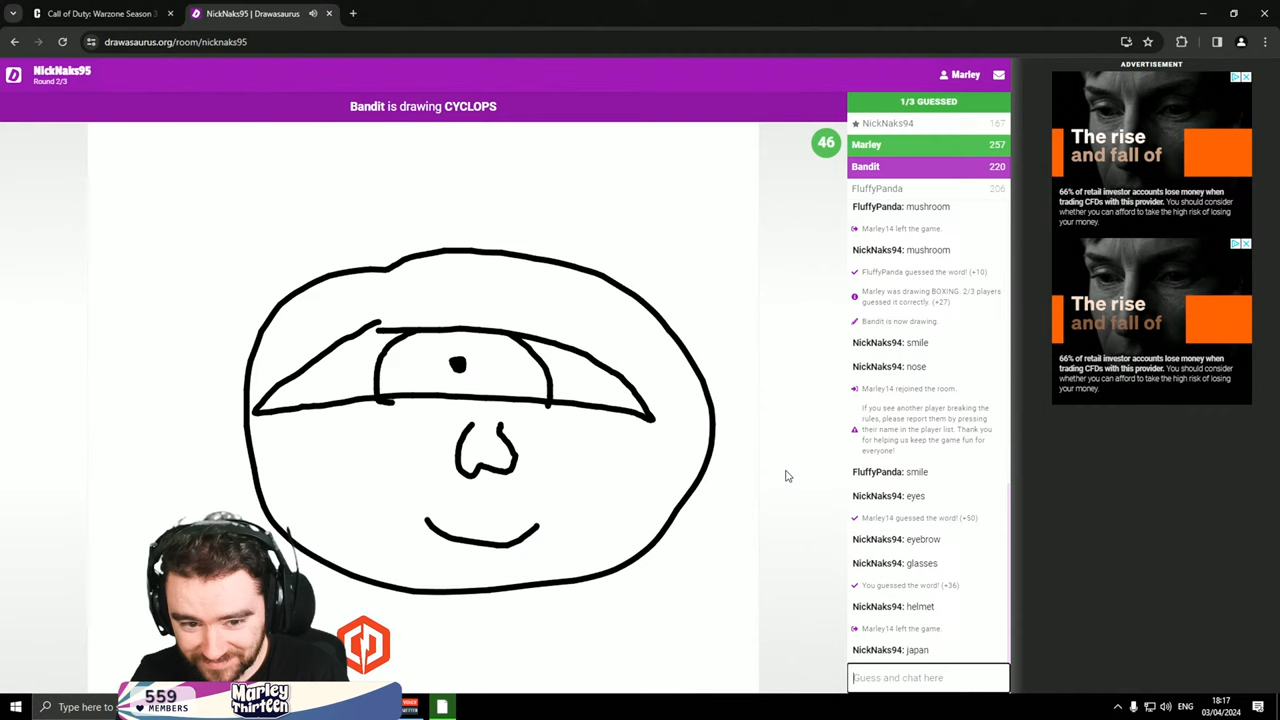 Call of Duty: Warzone Season 3
NickNaks95 | Drawasaurus
drawasaurus.org/room/nicknaks95
NickNaks95
Round 2/3
Marley
Bandit is drawing CYCLOPS
46
1/3 GUESSED
NickNaks94 167
Marley 257
Bandit 220
FluffyPanda 206
FluffyPanda: mushroom
Marley14 left the game.
NickNaks94: mushroom
FluffyPanda guessed the word! (+10)
Marley was drawing BOXING. 2/3 players
guessed it correctly. (+27)
Bandit is now drawing.
NickNaks94: smile
NickNaks94: nose
Marley14 rejoined the room.
If you see another player breaking the
rules, please report them by pressing
their name in the player list. Thank you
for helping us keep the game fun for
everyone!
FluffyPanda: smile
NickNaks94: eyes
Marley14 guessed the word! (+50)
NickNaks94: eyebrow
NickNaks94: glasses
You guessed the word! (+36)
NickNaks94: helmet
Marley14 left the game.
NickNaks94: japan
Guess and chat here
ADVERTISEMENT
The rise
and fall of
66% of retail investor accounts lose money when
trading CFDs with this provider. You should consider
whether you can afford to take the high risk of losing
your money.
The rise
and fall of
66% of retail investor accounts lose money when
trading CFDs with this provider. You should consider
whether you can afford to take the high risk of losing
your money.
559
MEMBERS
Marley
Thirteen
Type here to
ENG
18:17
03/04/2024